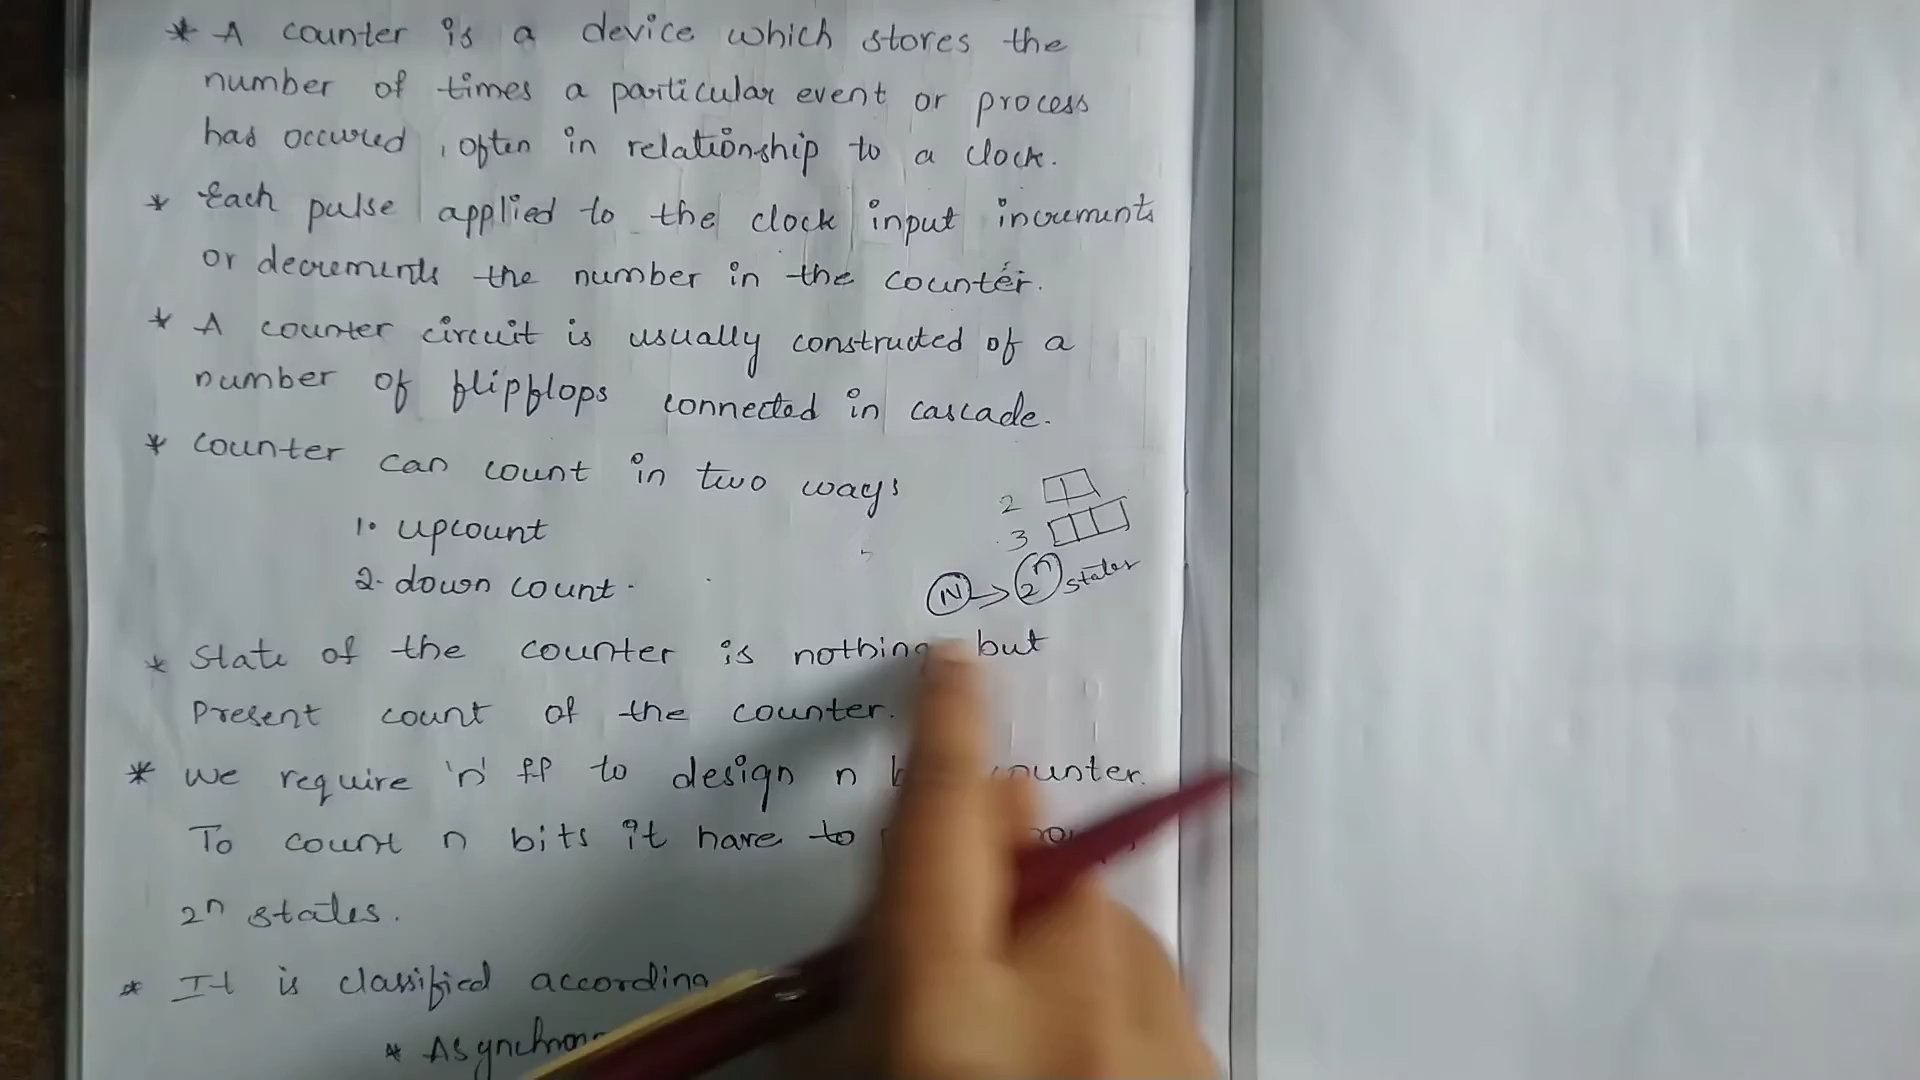 * A counter is a device which stores the
number of times a particular event or process
has occured , often in relationship to a clock.
* Each pulse applied to the clock input increments
or decrements the number in the counter.
* A counter circuit is usually constructed of a
number of flipflops connected in cascade.
* counter can count in two ways
1. upcount
2. down count.
2
3
N → 2^n states
* State of the counter is nothing but
Present count of the counter.
* we require 'n' ff to design n counter.
To count n bits it have to
2^n states.
* It is classified according
* Asynchron